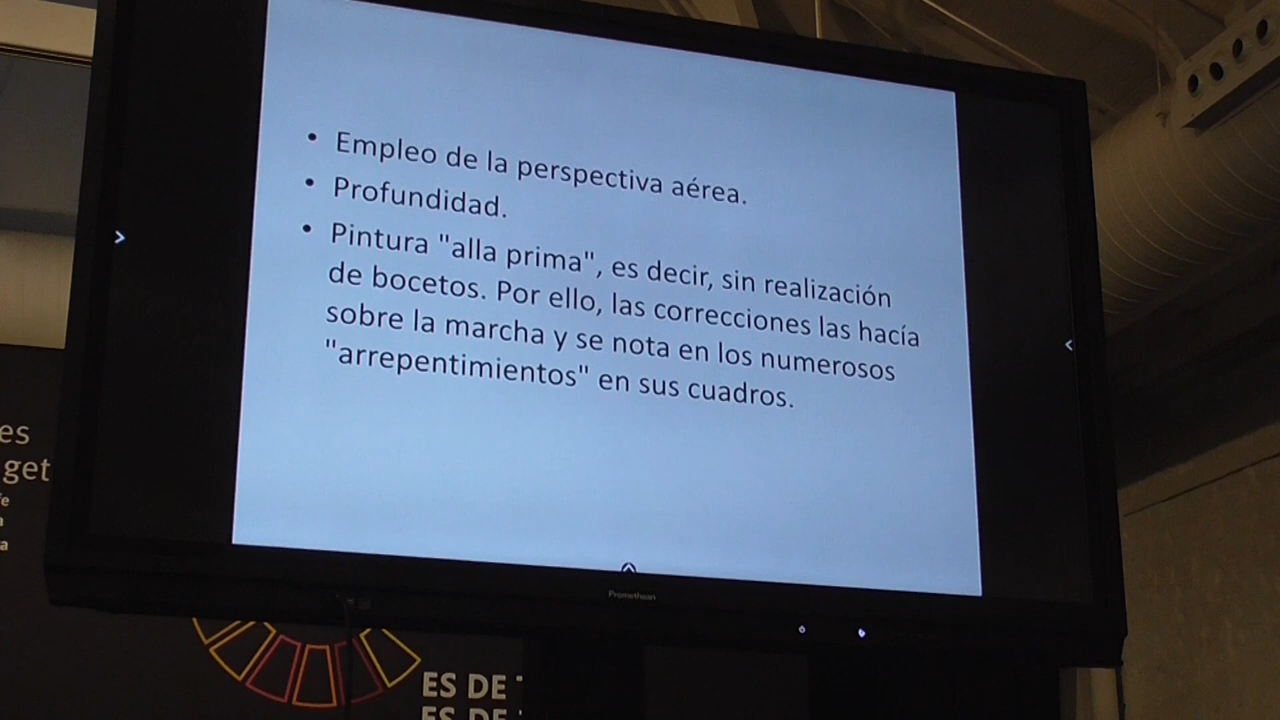 • Empleo de la perspectiva aérea.
• Profundidad.
• Pintura "alla prima", es decir, sin realización
de bocetos. Por ello, las correcciones las hacía
sobre la marcha y se nota en los numerosos
"arrepentimientos" en sus cuadros.
Promethean
es
get
a
ES DE
ES DE